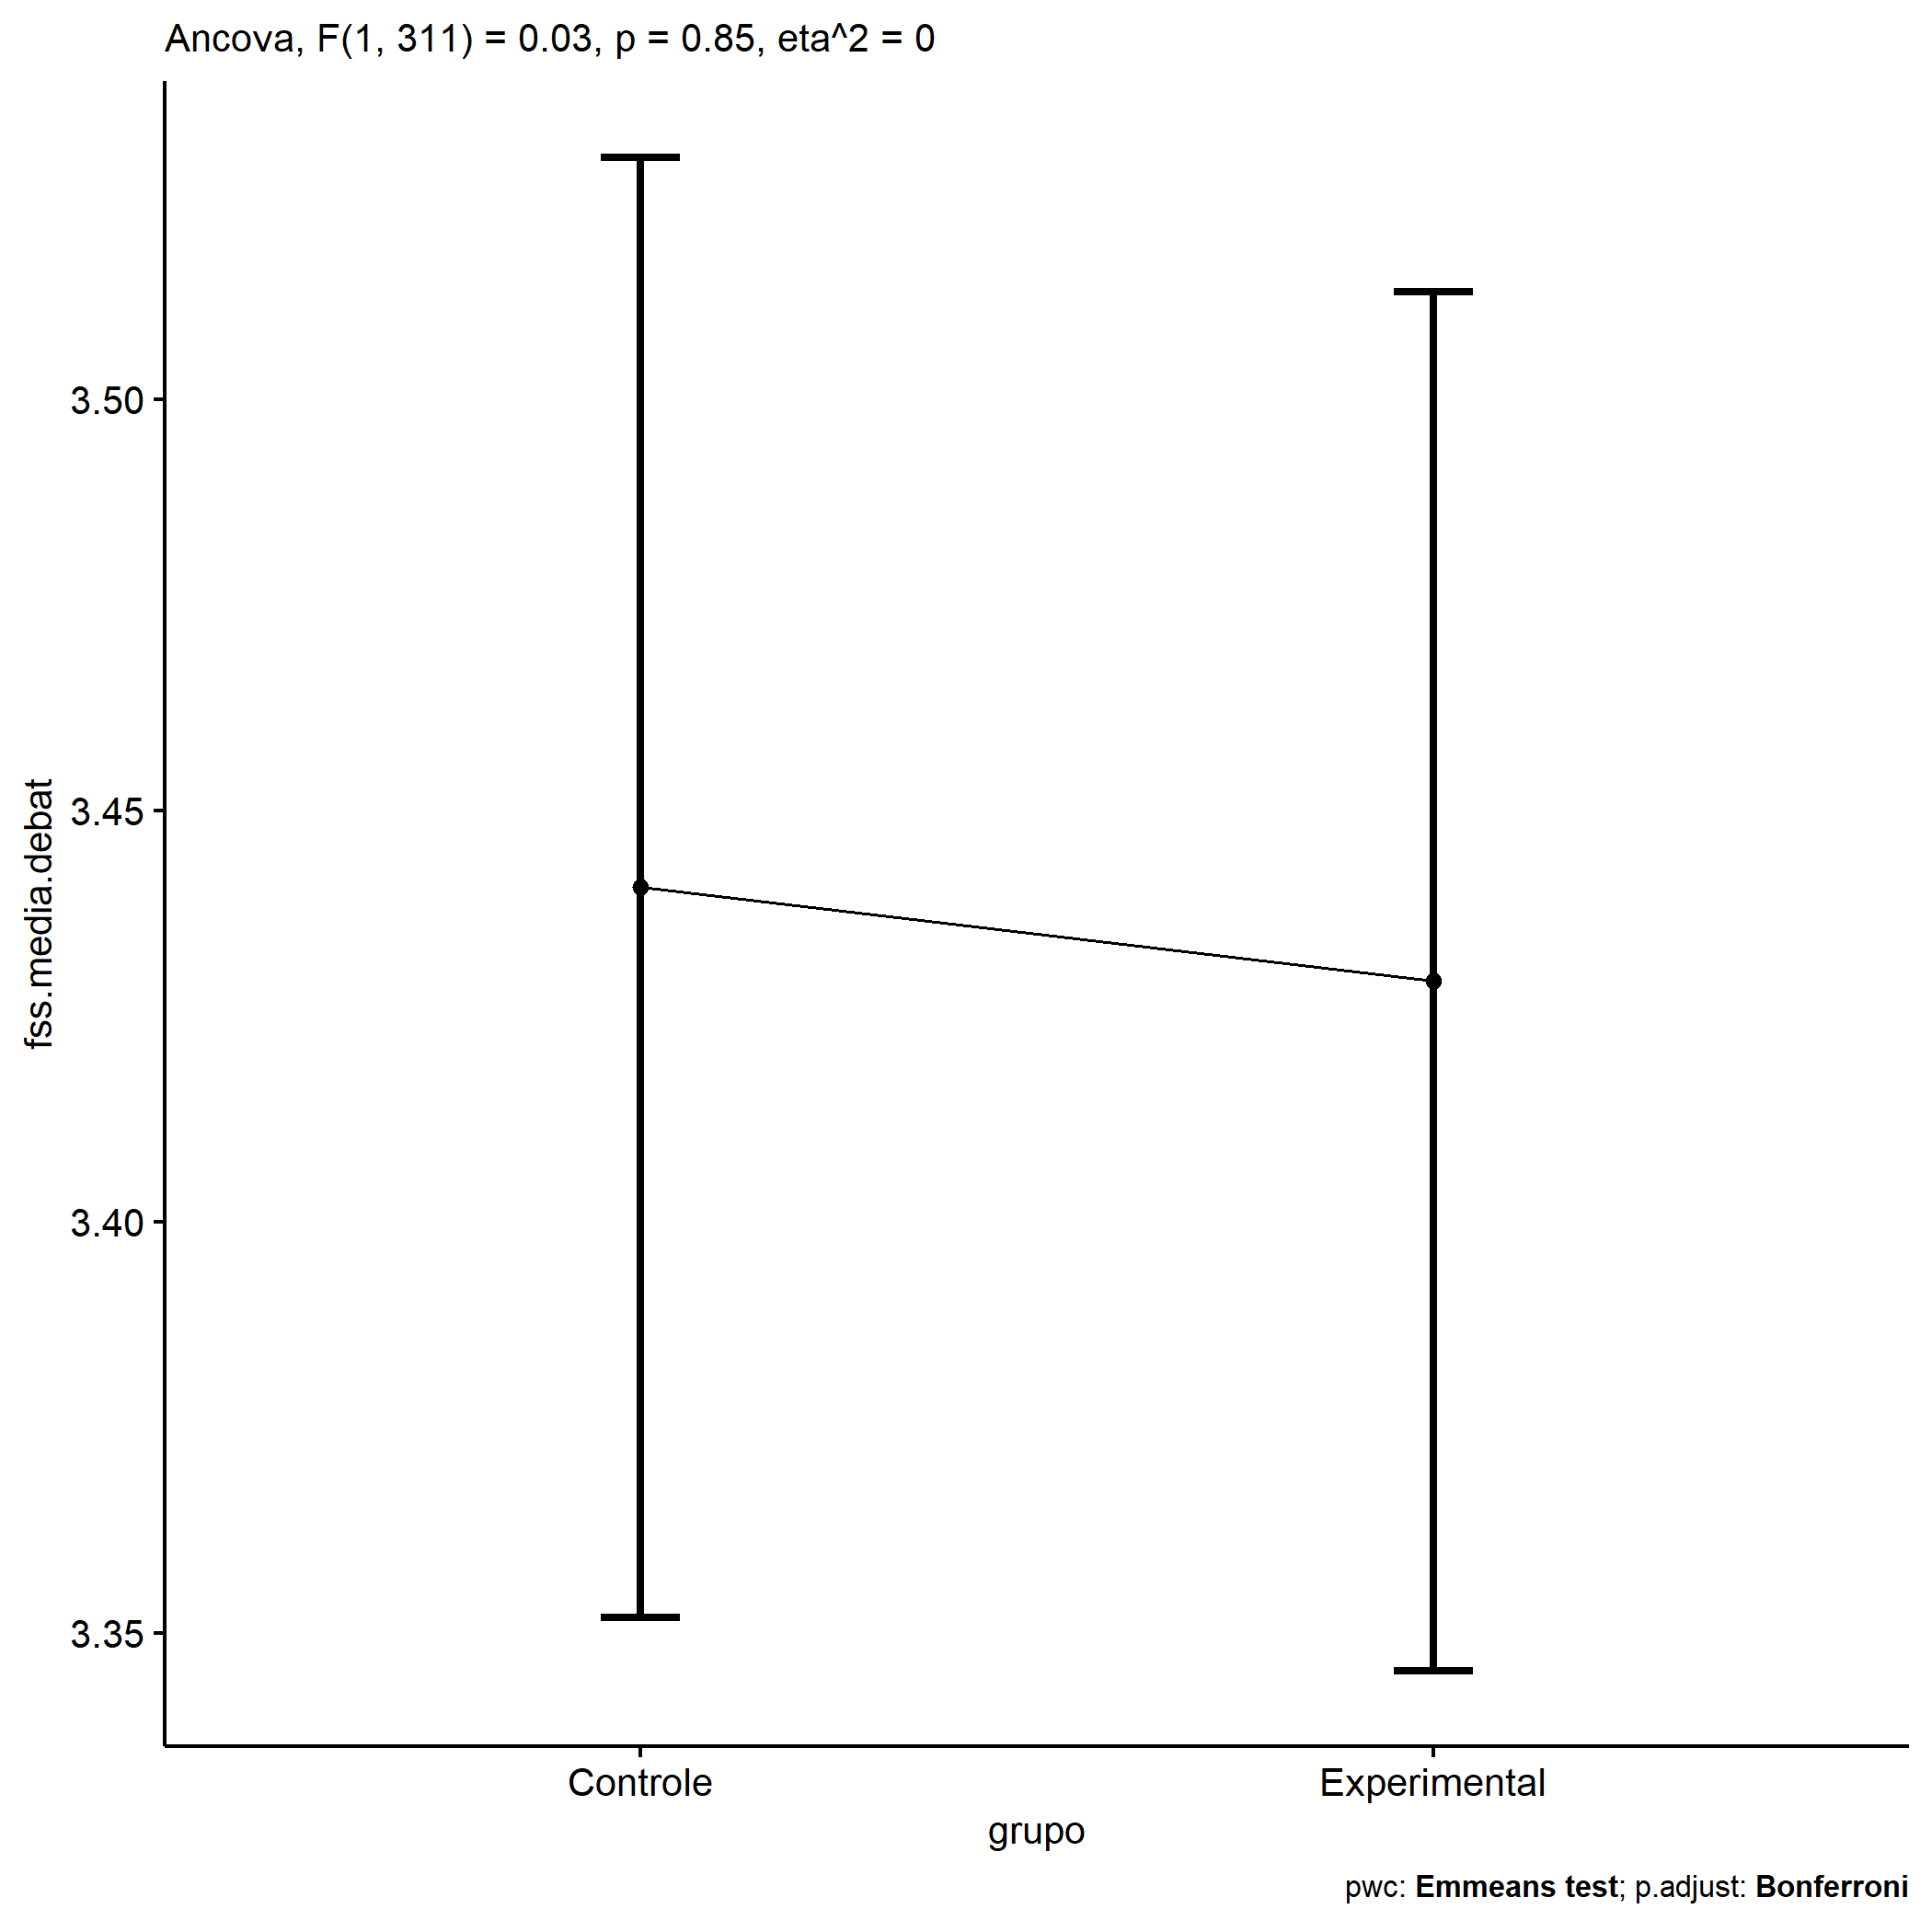 Ancova, F(1, 311) = 0.03, p = 0.85, eta^2 = 0
fss.media.debat
3.50
3.45
3.40
3.35
Controle
Experimental
grupo
pwc: Emmeans test; p.adjust: Bonferroni